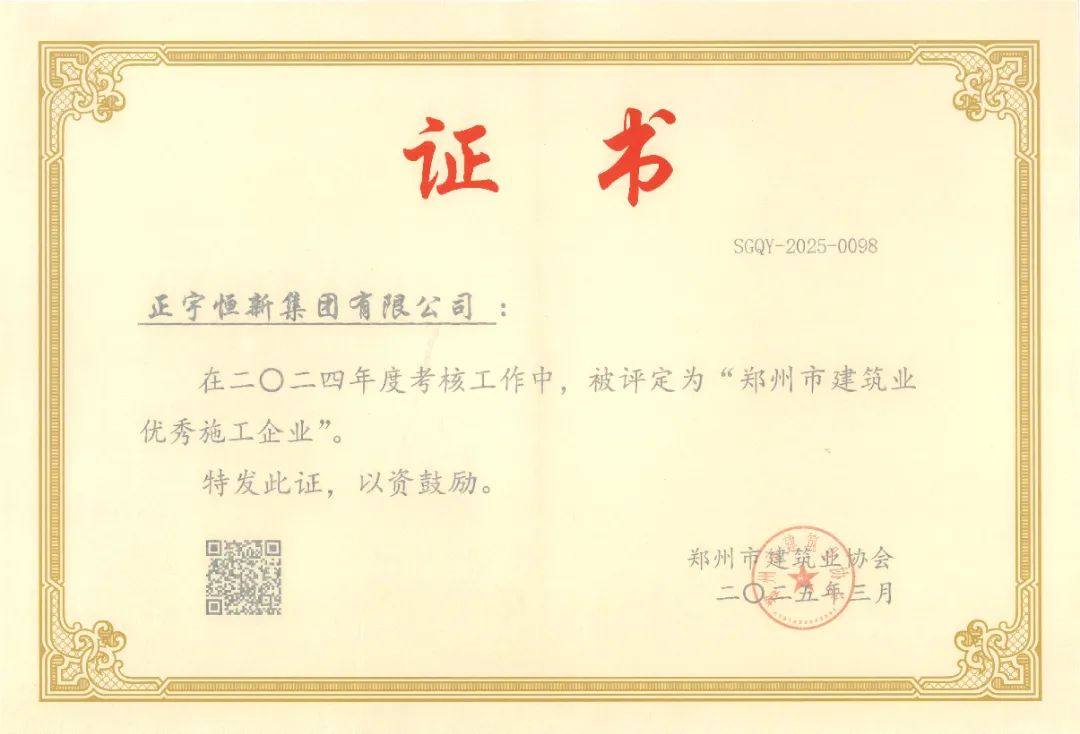 证 书
SGQY-2025-0098
正宇恒新集团有限公司：
在二〇二四年度考核工作中，被评定为“郑州市建筑业
优秀施工企业”。
特发此证，以资鼓励。
郑州市建筑业协会
二〇二五年三月